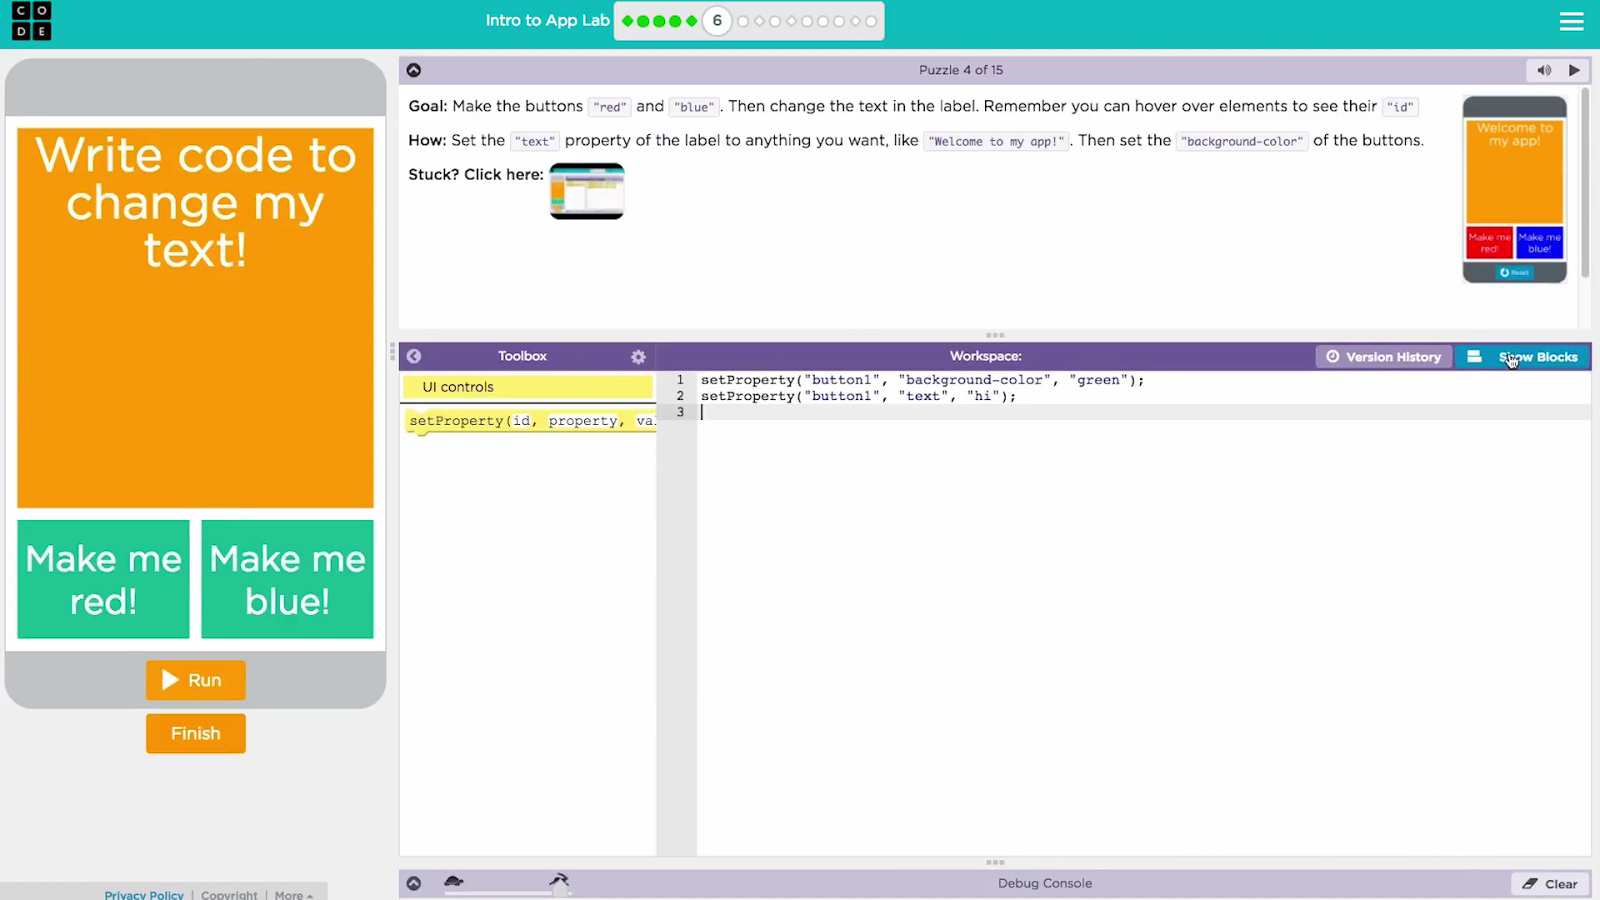 CO
DE
Intro to App Lab
6
Puzzle 4 of 15
Goal: Make the buttons "red" and "blue". Then change the text in the label. Remember you can hover over elements to see their "id"
How: Set the "text" property of the label to anything you want, like "Welcome to my app!". Then set the "background-color" of the buttons.
Stuck? Click here:
Welcome to
my app!
Make me
red!
Make me
blue!
Reset
Write code to
change my
text!
Make me
red!
Make me
blue!
Run
Finish
Toolbox
UI controls
setProperty(id, property, val
Workspace:
Version History
Show Blocks
1 setProperty("button1", "background-color", "green");
2 setProperty("button1", "text", "hi");
3
Debug Console
Clear
Privacy Policy | Copyright | More